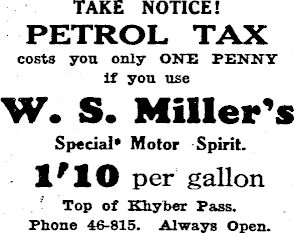 TAKE NOTICE!
PETROL TAX
costs you only ONE PENNY
if you use
W. S. Miller's
Special Motor Spirit.
1'10 per gallon
Top of Khyber Pass.
Phone 46-815. Always Open.